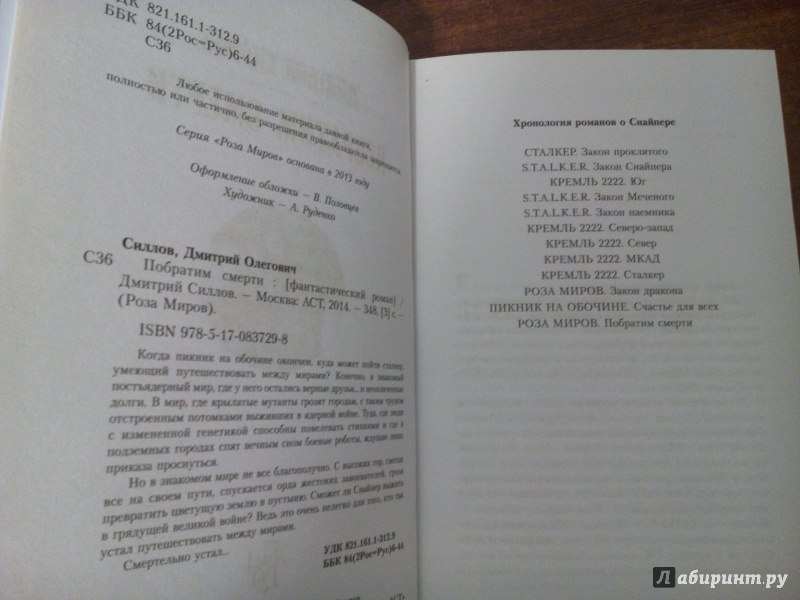 УДК 821.161.1-312.9
ББК 84(2Рос=Рус)6-44
С36
Любое использование материала данной книги,
полностью или частично, без разрешения правообладателя запрещается.
Серия «Роза Миров» основана в 2013 году
Оформление обложки — В. Половцев
Художник — А. Руденко
Силлов, Дмитрий Олегович
С36 Побратим смерти : [фантастический роман] /
Дмитрий Силлов. — Москва: АСТ, 2014. — 348, [3] с. —
(Роза Миров).
ISBN 978-5-17-083729-8
Когда пикник на обочине окончен, куда может пойти сталкер,
умеющий путешествовать между мирами? Конечно, в знакомый
постъядерный мир, где у него остались верные друзья... и неоплаченные
долги. В мир, где крылатые мутанты грозят городам, с таким трудом
отстроенным потомками выживших в ядерной войне. Туда, где люди
с измененной генетикой способны повелевать стихиями и где в
подземных городах спят вечным сном боевые роботы, ждущие лишь
приказа проснуться.
Но в знакомом мире не все благополучно. С высоких гор, сметая
все на своем пути, спускается орда жестоких завоевателей, грозя
превратить цветущую землю в пустыню. Сможет ли Снайпер выжить
в грядущей великой войне? Ведь это очень нелегко для того, кто так
устал путешествовать между мирами.
Смертельно устал...
УДК 821.161.1-312.9
ББК 84(2Рос=Рус)6-44
Хронология романов о Снайпере
СТАЛКЕР. Закон проклятого
S.T.A.L.K.E.R. Закон Снайпера
КРЕМЛЬ 2222. Юг
S.T.A.L.K.E.R. Закон Меченого
S.T.A.L.K.E.R. Закон наемника
КРЕМЛЬ 2222. Северо-запад
КРЕМЛЬ 2222. Север
КРЕМЛЬ 2222. МКАД
КРЕМЛЬ 2222. Сталкер
РОЗА МИРОВ. Закон дракона
ПИКНИК НА ОБОЧИНЕ. Счастье для всех
РОЗА МИРОВ. Побратим смерти
Лабиринт.ру